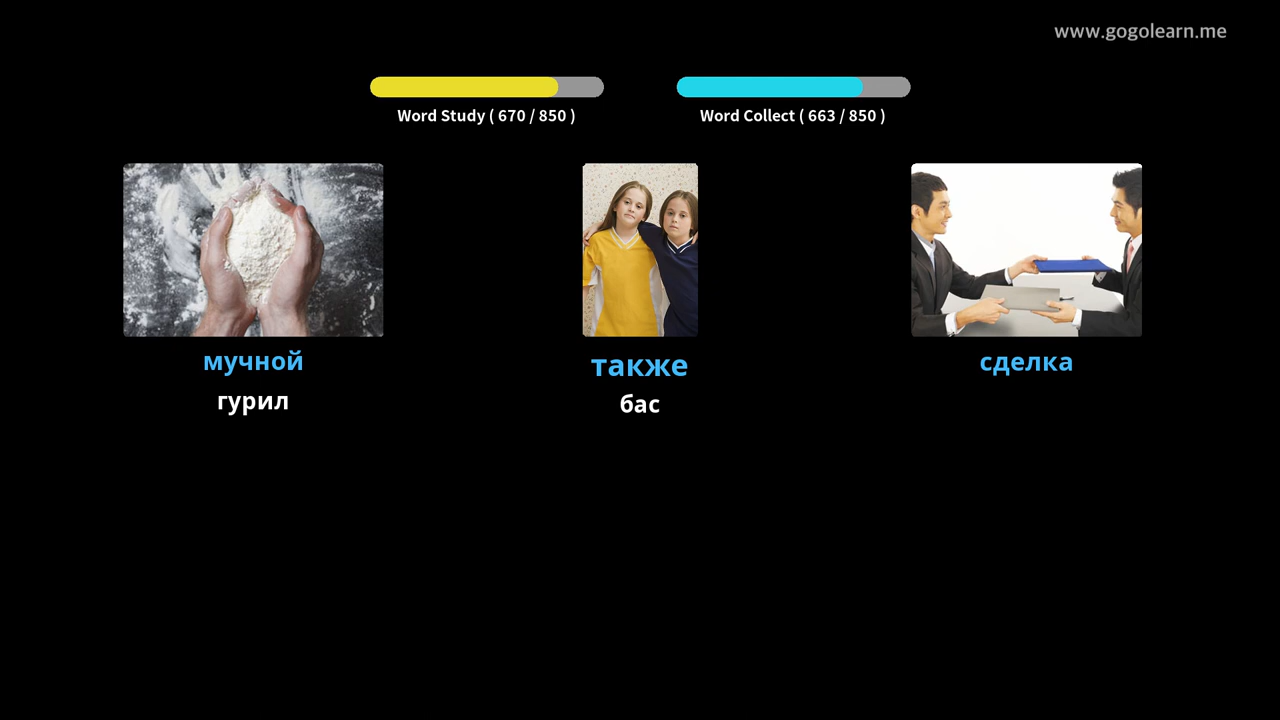 www.gogolearn.me
Word Study ( 670 / 850 )
Word Collect ( 663 / 850 )
мучной
также
сделка
гурил
бас